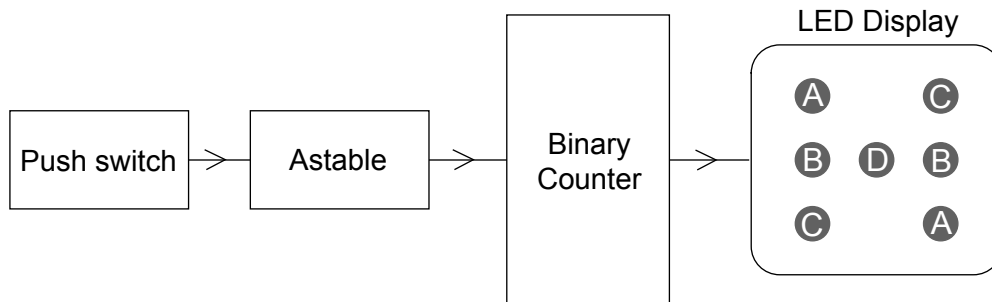 LED Display
A C
Push switch
Astable
Binary
Counter
B D B
C A